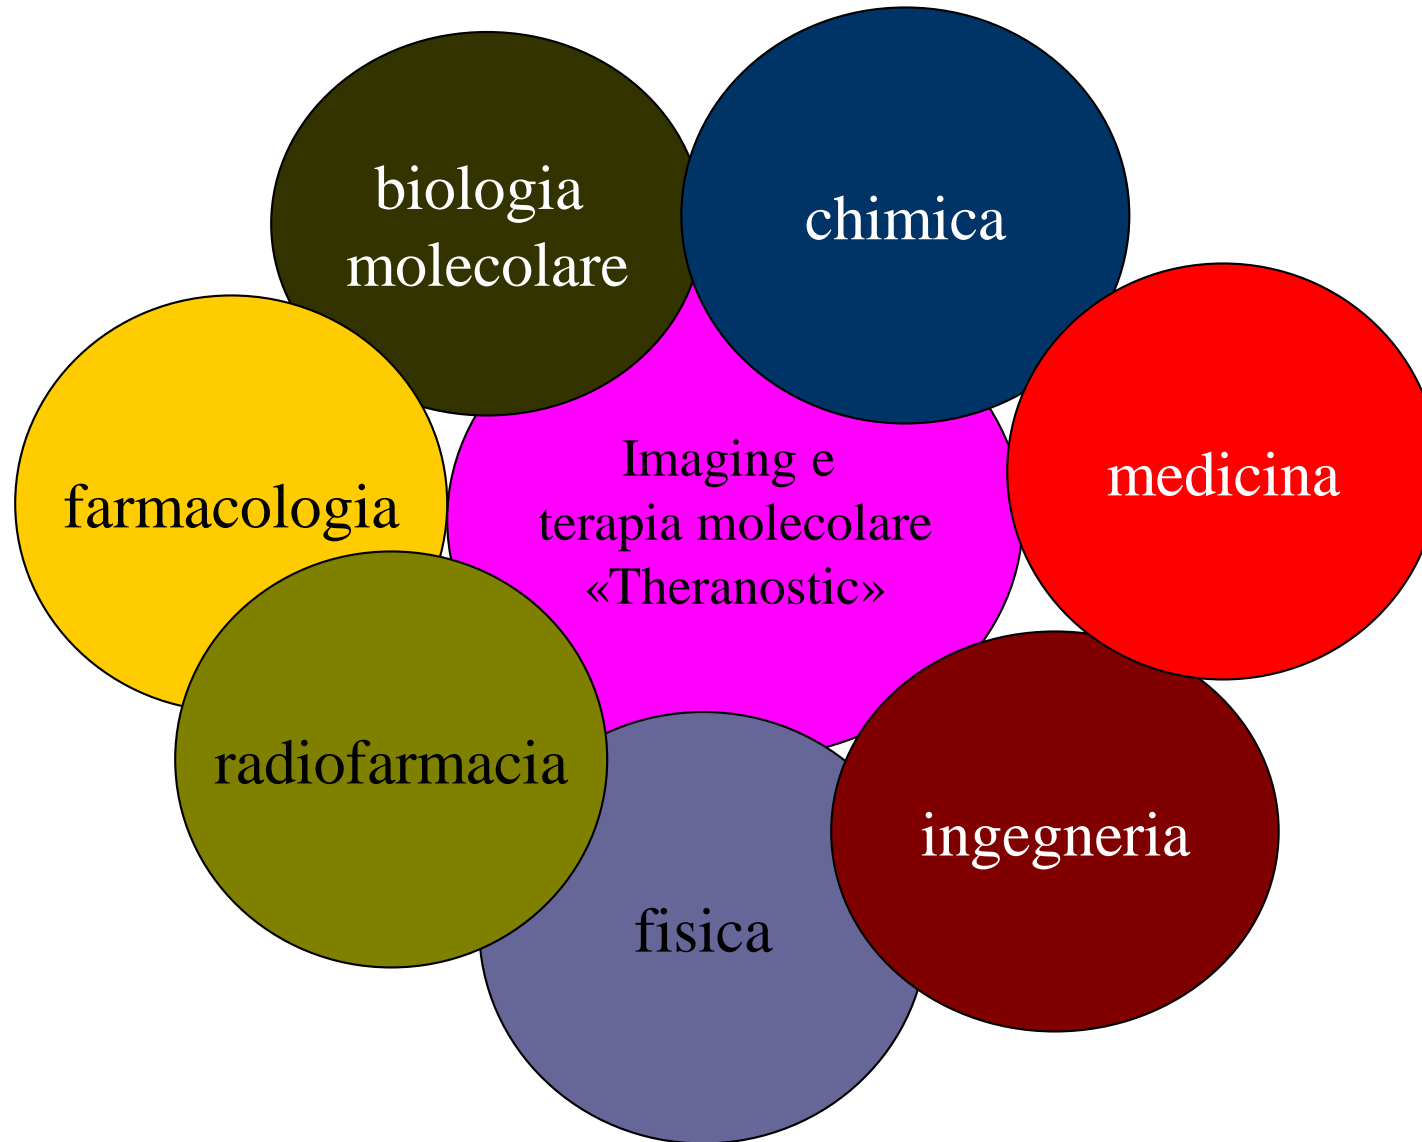 biologia
molecolare
chimica
medicina
farmacologia
Imaging e
terapia molecolare
«Theranostic»
radiofarmacia
ingegneria
fisica